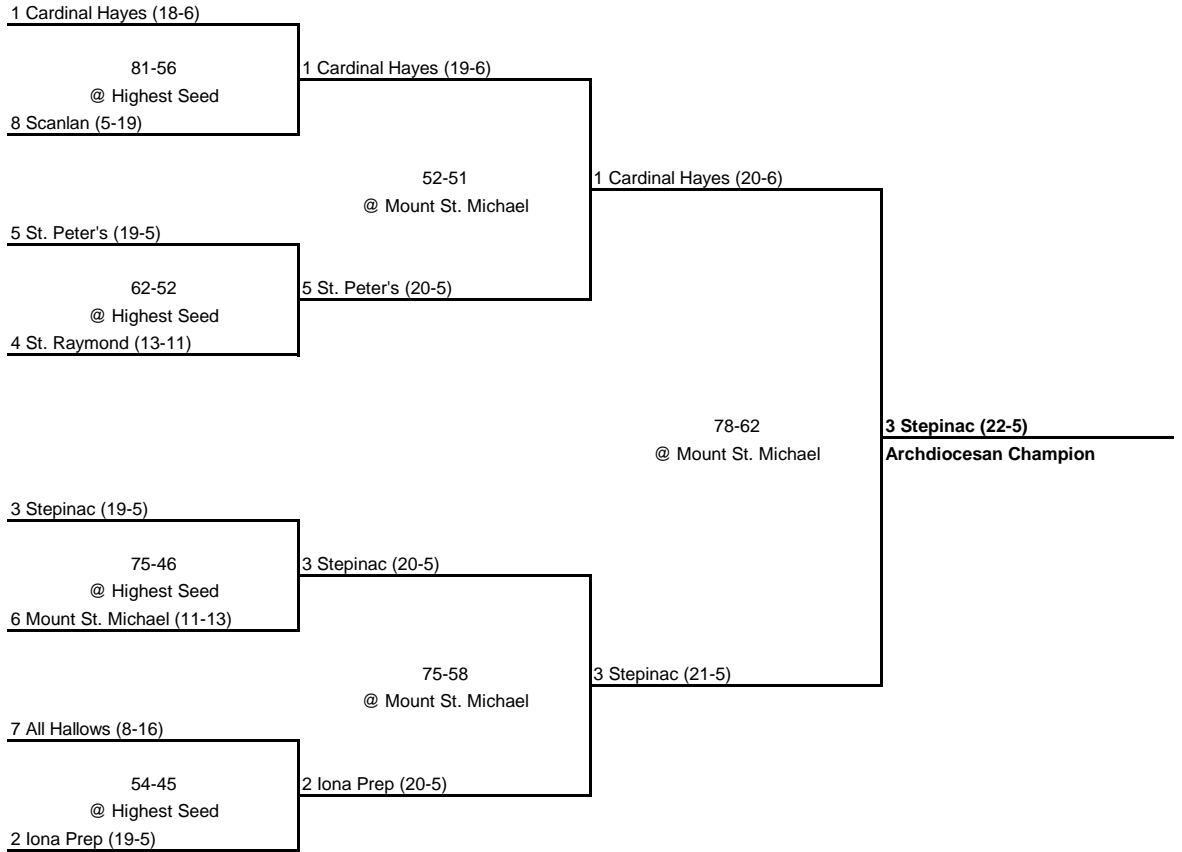 1 Cardinal Hayes (18-6)
81-56
@ Highest Seed
8 Scanlan (5-19)
1 Cardinal Hayes (19-6)
52-51
@ Mount St. Michael
5 St. Peter's (19-5)
62-52
@ Highest Seed
4 St. Raymond (13-11)
5 St. Peter's (20-5)
1 Cardinal Hayes (20-6)
78-62
@ Mount St. Michael
3 Stepinac (22-5)
Archdiocesan Champion
3 Stepinac (19-5)
75-46
@ Highest Seed
6 Mount St. Michael (11-13)
3 Stepinac (20-5)
75-58
@ Mount St. Michael
3 Stepinac (21-5)
7 All Hallows (8-16)
54-45
@ Highest Seed
2 Iona Prep (19-5)
2 Iona Prep (20-5)